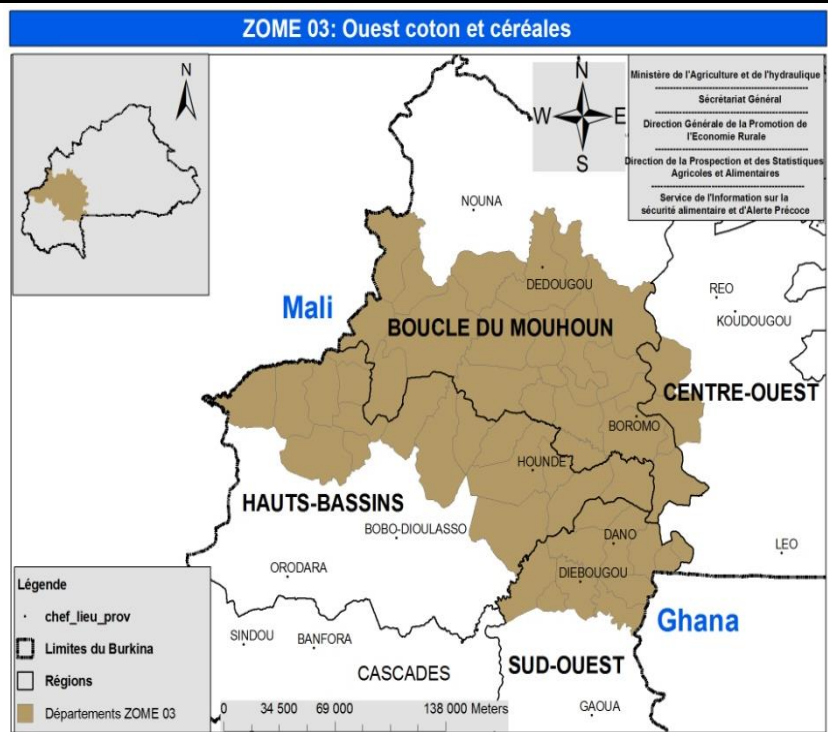 ZOME 03: Ouest coton et céréales
N
N
W
E
S
Ministère de l'Agriculture et de l'hydraulique
Sécrétariat Général
Direction Générale de la Promotion de
l'Economie Rurale
Direction de la Prospection et des Statistiques
Agricoles et Alimentaires
Service de l'Information sur la
sécurité alimentaire et d'Alerte Précoce
NOUNA
DEDOUGOU
REO
Mali
BOUCLE DU MOUHOUN
KOUDOUGOU
CENTRE-OUEST
BOROMO
HOUNDE
HAUTS-BASSINS
BOBO-DIOULASSO
DANO
LEO
ORODARA
DIEBOUGOU
Ghana
SINDOU
BANFORA
CASCADES
SUD-OUEST
GAOUA
Légende
chef_lieu_prov
Limites du Burkina
Régions
Départements ZOME 03
0 34 500 69 000 138 000 Meters